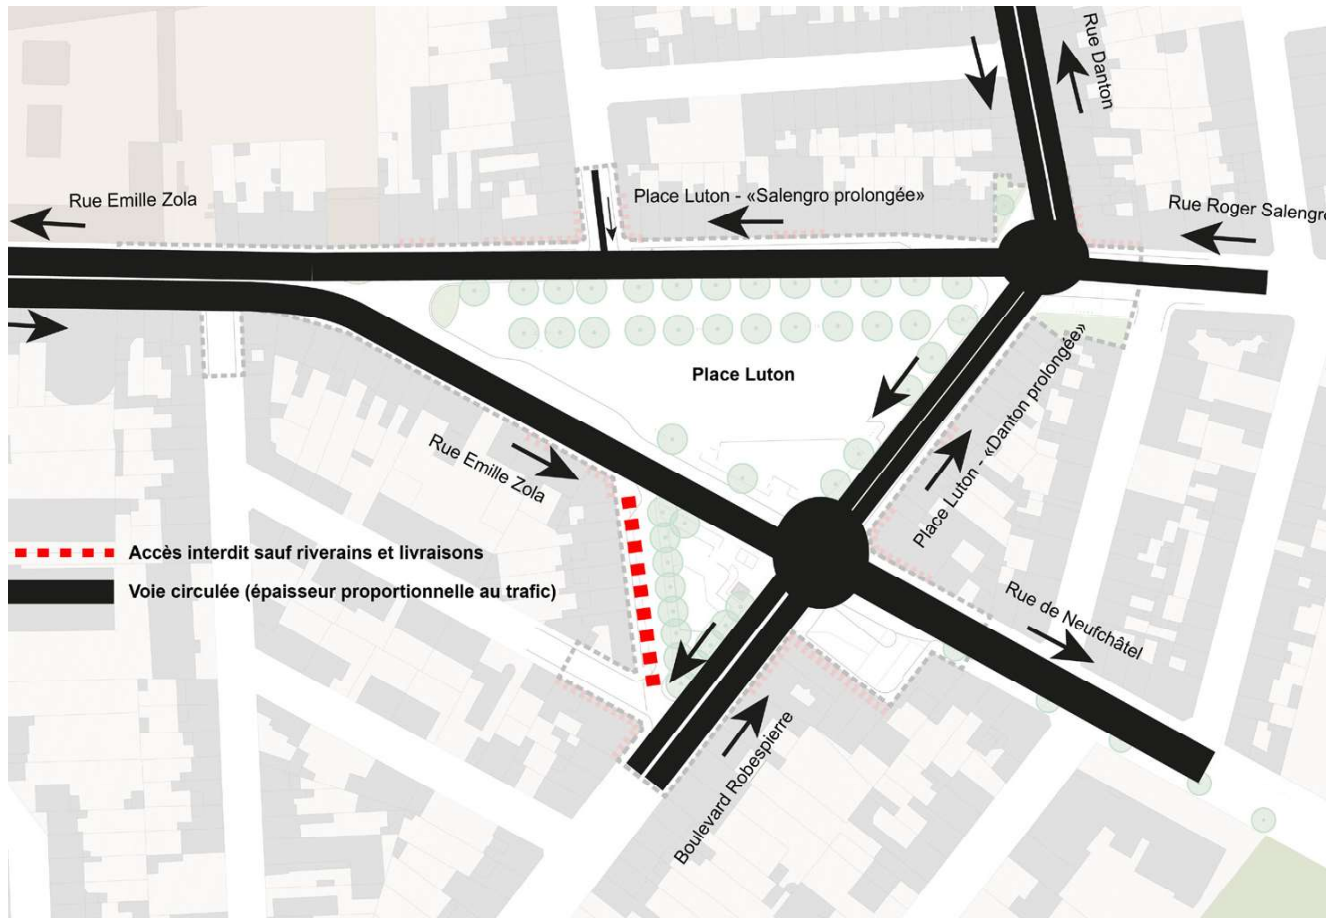 Rue Danton
Rue Emille Zola
Place Luton - «Salengro prolongée»
Rue Roger Salengro
Place Luton
Place Luton - «Danton prolongée»
Rue Emille Zola
Accès interdit sauf riverains et livraisons
Voie circulée (épaisseur proportionnelle au trafic)
Rue de Neufchâtel
Boulevard Robespierre